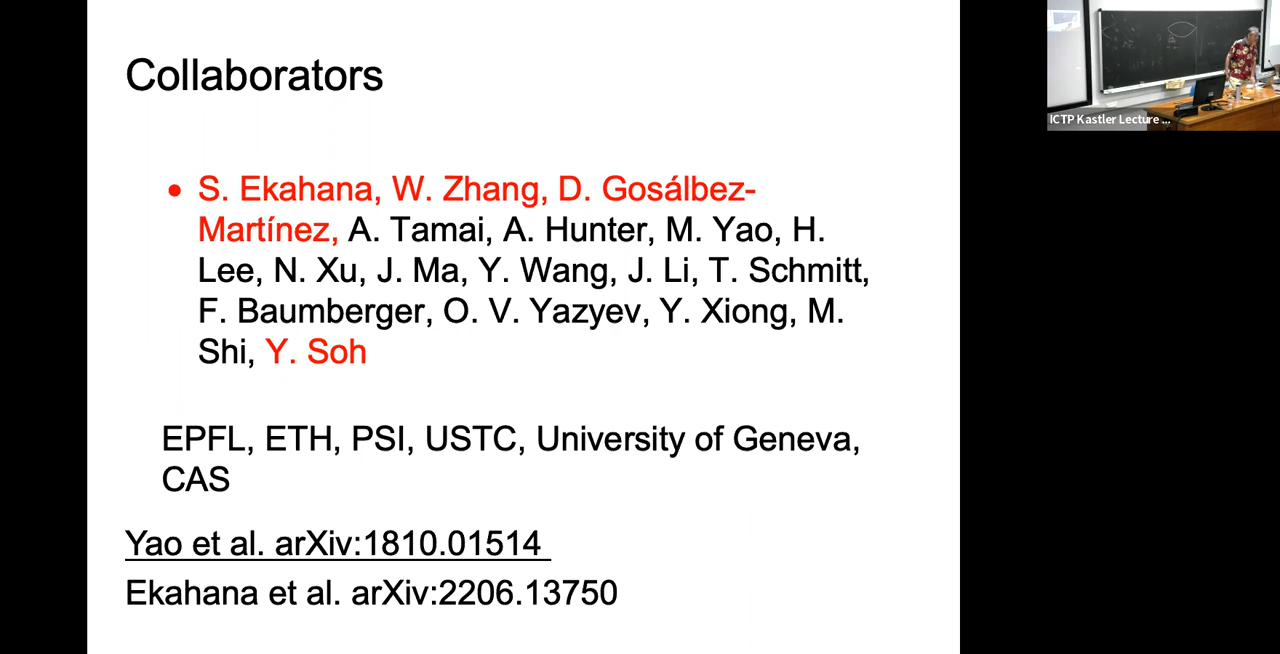 Collaborators
• S. Ekahana, W. Zhang, D. Gosálbez-
Martínez, A. Tamai, A. Hunter, M. Yao, H.
Lee, N. Xu, J. Ma, Y. Wang, J. Li, T. Schmitt,
F. Baumberger, O. V. Yazyev, Y. Xiong, M.
Shi, Y. Soh
EPFL, ETH, PSI, USTC, University of Geneva,
CAS
Yao et al. arXiv:1810.01514
Ekahana et al. arXiv:2206.13750
ICTP Kastler Lecture ...